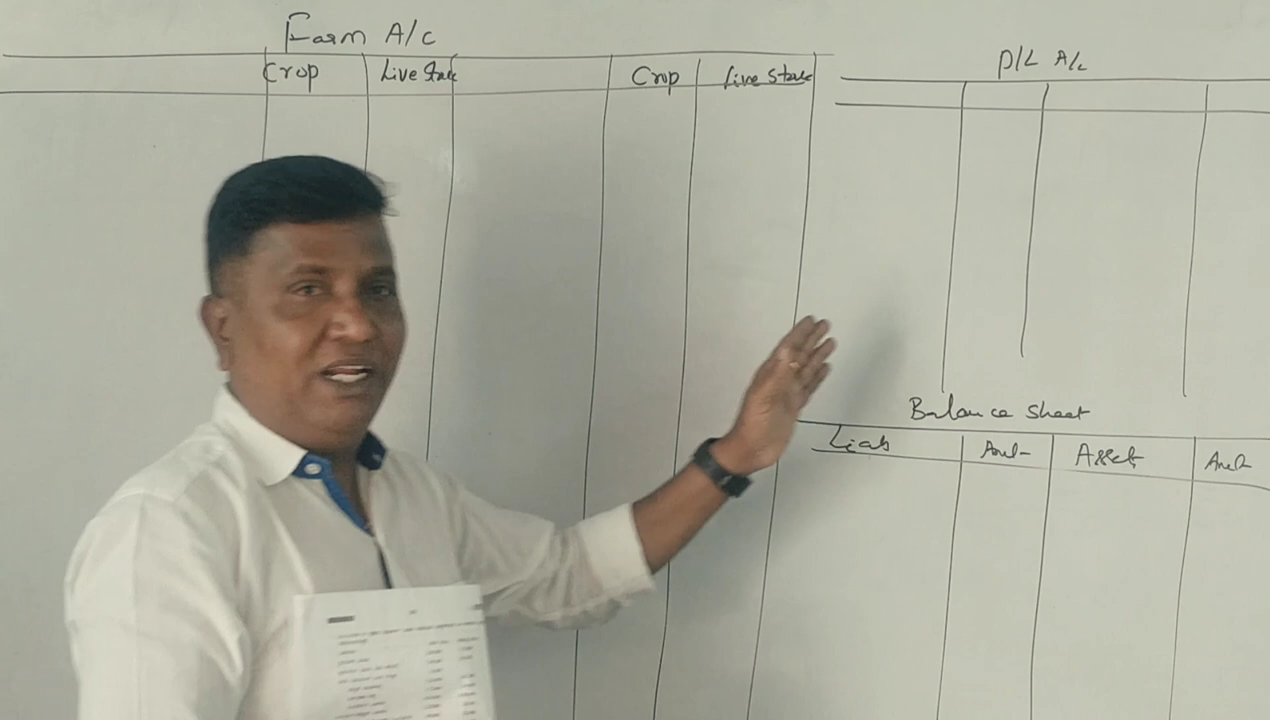 Farm A/c
Crop Live Stock Crop Live Stock
P/L A/c
Balance Sheet
Liab Amt Asset Amt